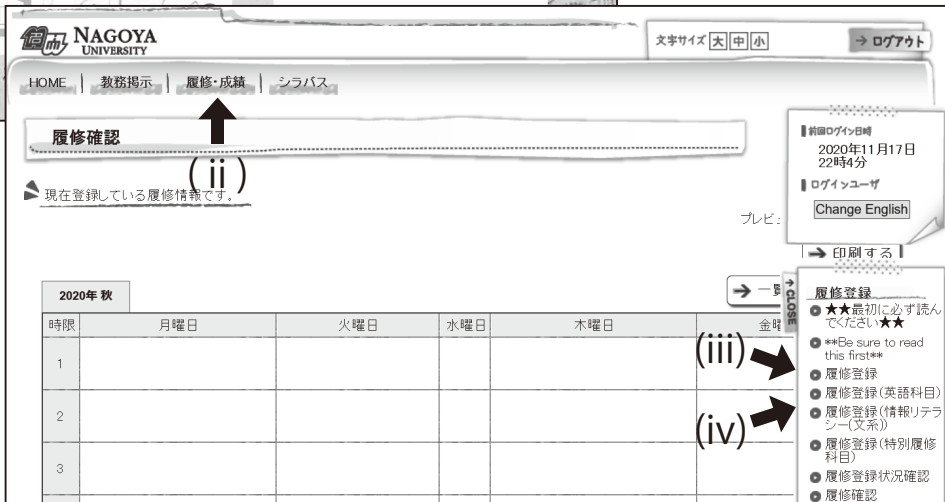 NAGOYA
UNIVERSITY
文字サイズ 大 中 小
→ ログアウト
HOME | 教務掲示 | 履修・成績 | シラバス
履修確認
(ii)
現在登録している履修情報です。
前回ログイン日時
2020年11月17日
22時4分
ログインユーザ
Change English
プレビ
→ 印刷する
→ 一覧
→ CLOSE
2020年 秋
時限 月曜日 火曜日 水曜日 木曜日 金曜
1
2
3
(iii)
(iv)
履修登録
★★最初に必ず読ん
でください★★
**Be sure to read
this first**
履修登録
履修登録(英語科目)
履修登録(情報リテラ
シー(文系))
履修登録(特別履修
科目)
履修登録状況確認
履修確認